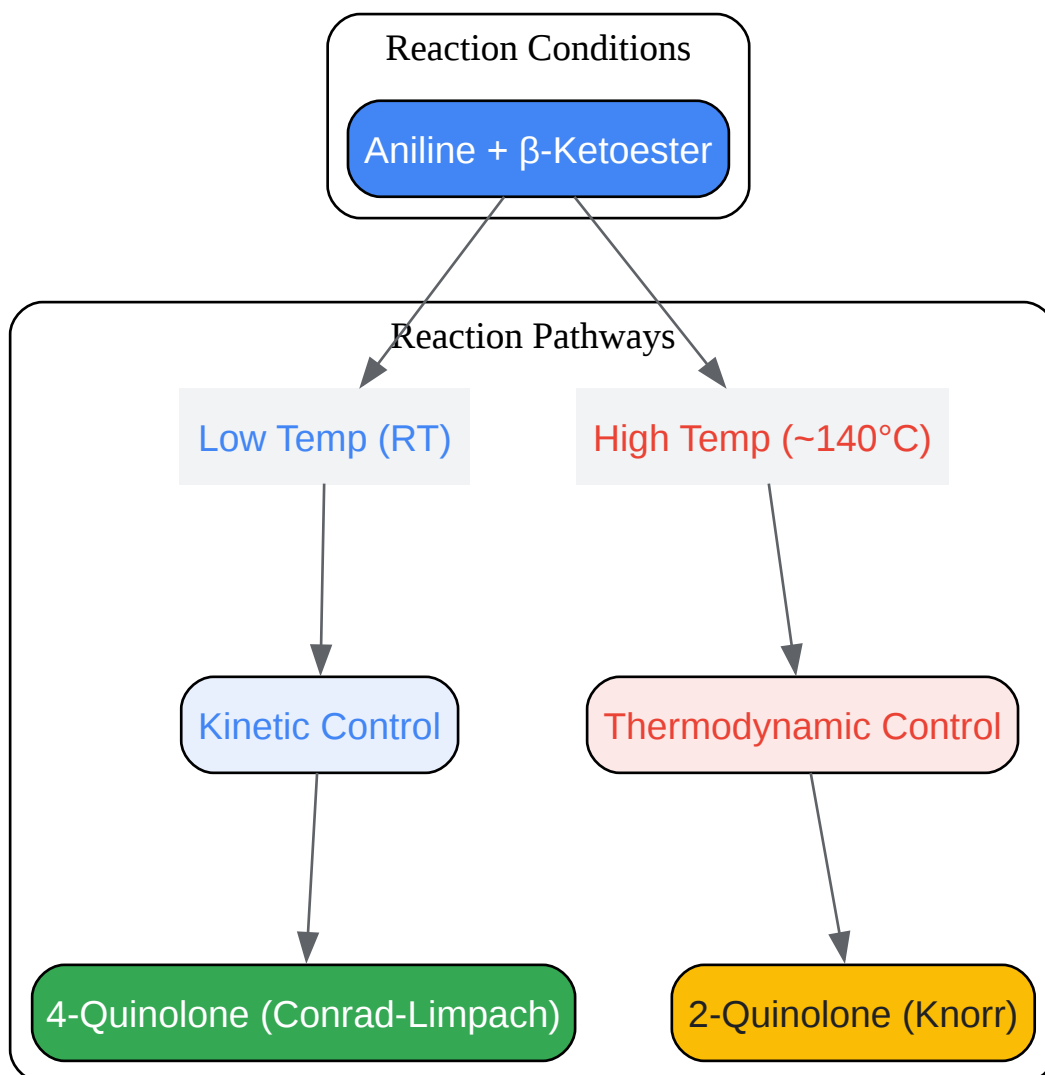 Reaction Conditions
Aniline + β-Ketoester
Reaction Pathways
Low Temp (RT)
High Temp (~140°C)
Kinetic Control
Thermodynamic Control
4-Quinolone (Conrad-Limpach)
2-Quinolone (Knorr)